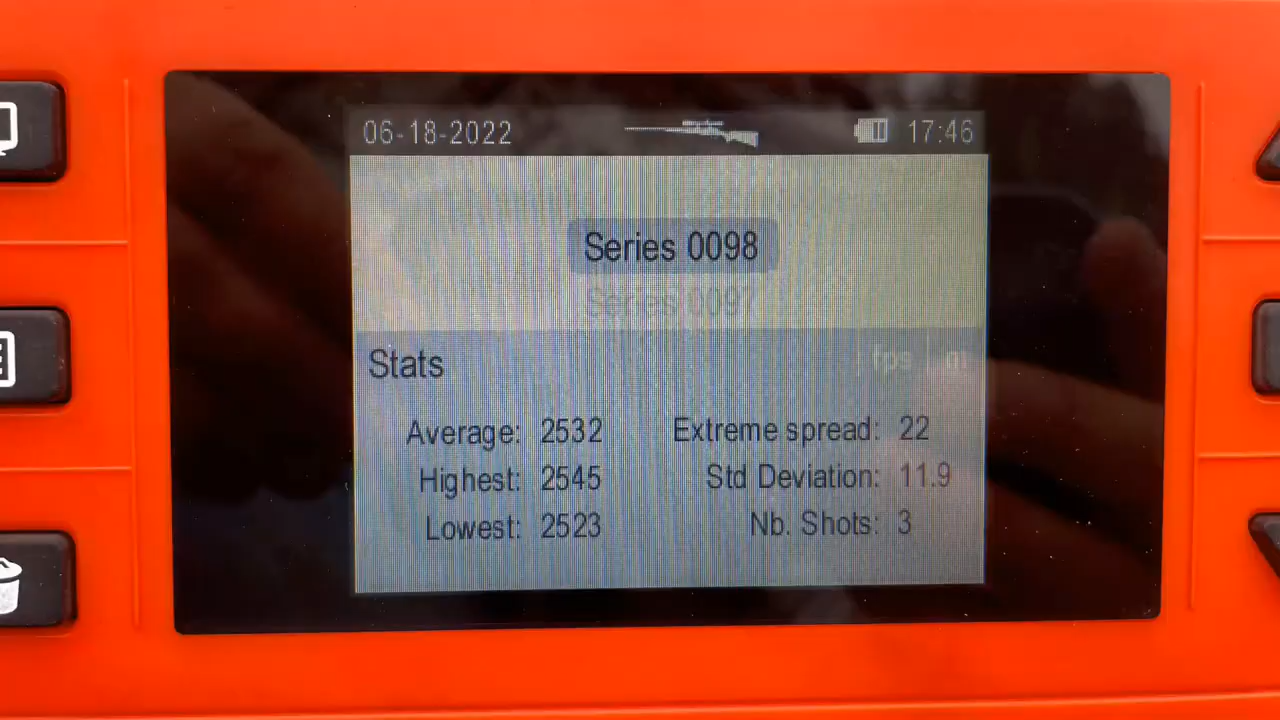 06-18-2022 17:46
Series 0098
Series 0097
Stats fps m
Average: 2532 Extreme spread: 22
Highest: 2545 Std Deviation: 11.9
Lowest: 2523 Nb. Shots: 3